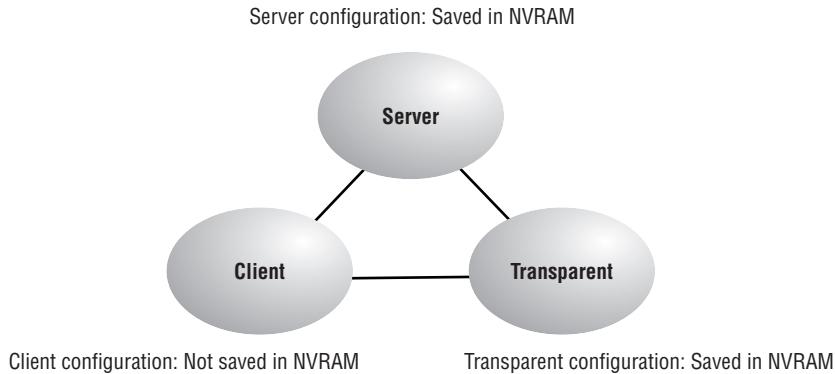 Server configuration: Saved in NVRAM
Server
Client
Transparent
Client configuration: Not saved in NVRAM
Transparent configuration: Saved in NVRAM